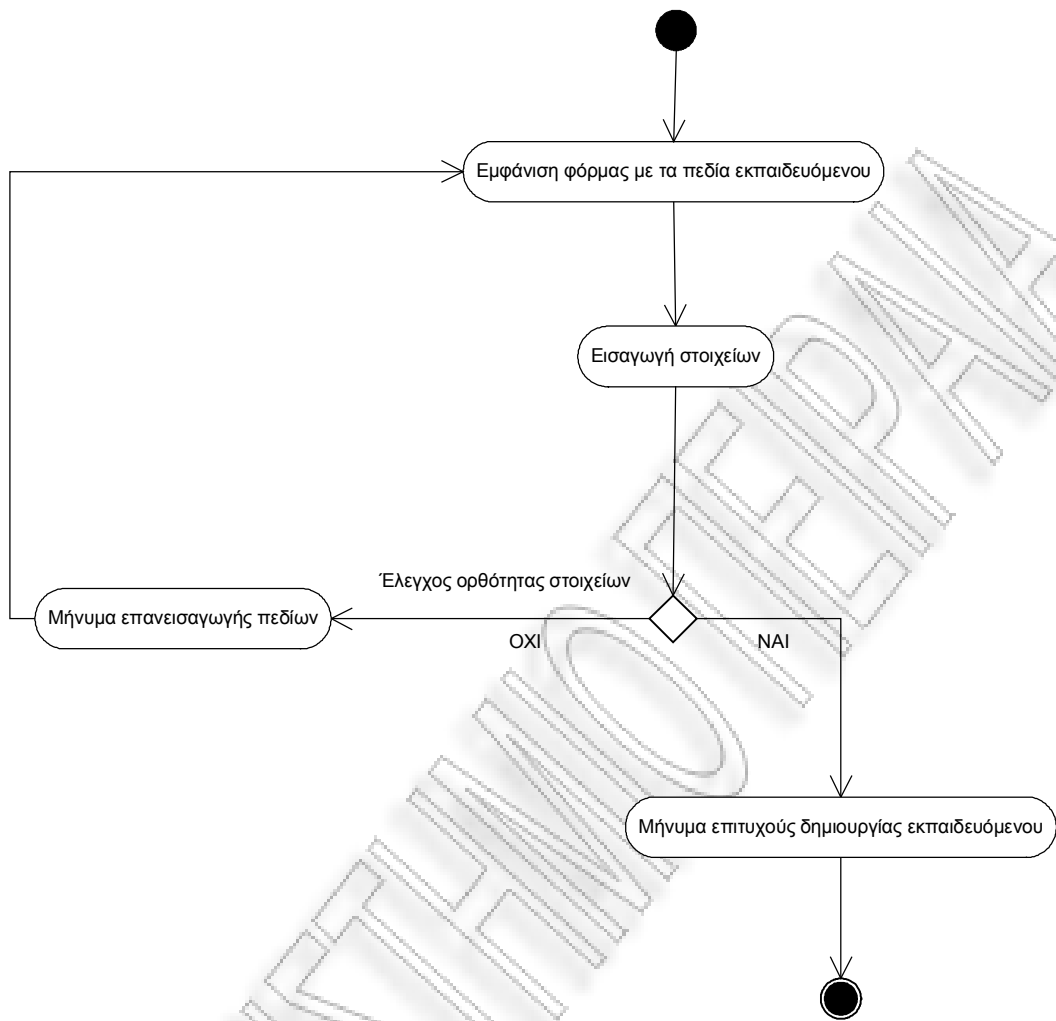 Εμφάνιση φόρμας με τα πεδία εκπαιδευόμενου
Εισαγωγή στοιχείων
Έλεγχος ορθότητας στοιχείων
Μήνυμα επανεισαγωγής πεδίων
ΟΧΙ
ΝΑΙ
Μήνυμα επιτυχούς δημιουργίας εκπαιδευόμενου